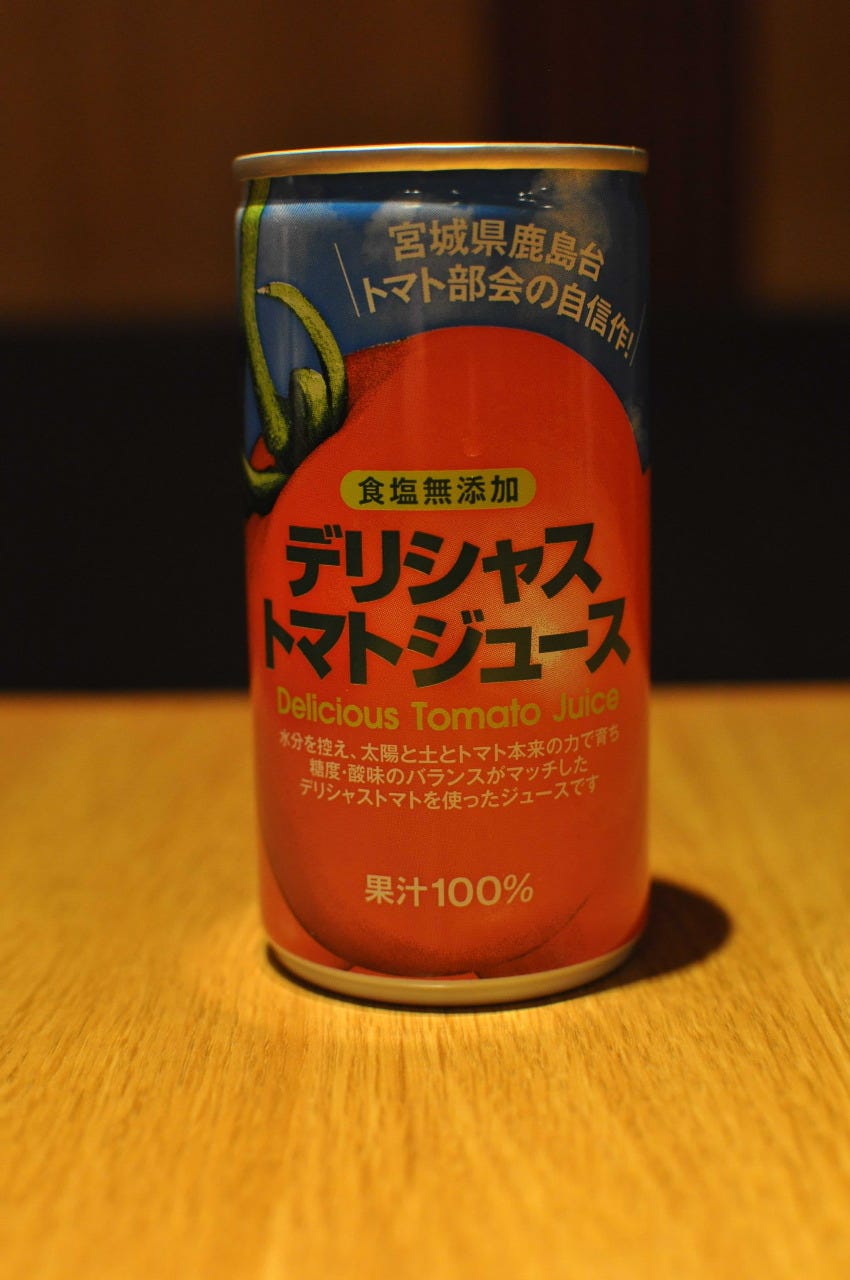 宮城県鹿島台
トマト部会の自信作!
食塩無添加
デリシャス
トマトジュース
Delicious Tomato Juice
水分を控え、太陽と土とトマト本来の力で育ち
糖度・酸味のバランスがマッチした
デリシャストマトを使ったジュースです
果汁100%